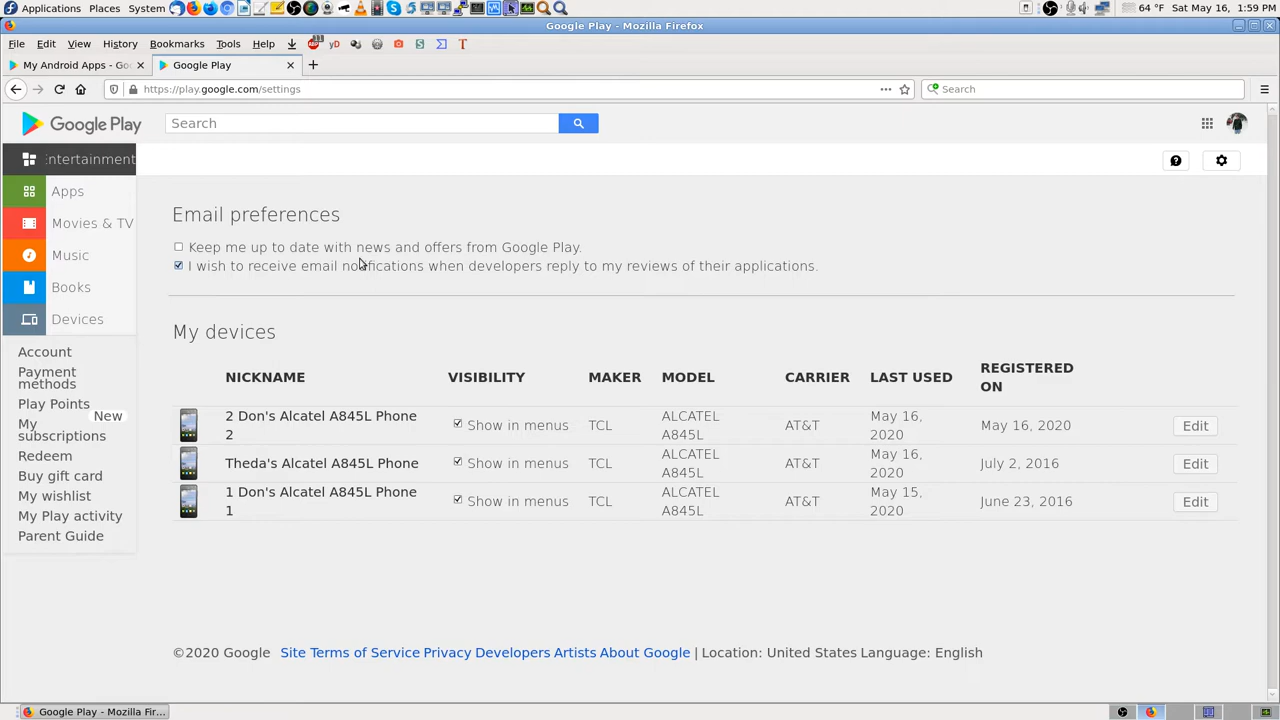 Applications Places System 64 °F Sat May 16, 1:59 PM
Google Play - Mozilla Firefox
File Edit View History Bookmarks Tools Help
My Android Apps - Goo
Google Play
https://play.google.com/settings
Search
Google Play
Search
Entertainment
Apps
Movies & TV
Music
Books
Devices
Account
Payment
methods
Play Points
New
My
subscriptions
Redeem
Buy gift card
My wishlist
My Play activity
Parent Guide
Email preferences
Keep me up to date with news and offers from Google Play.
I wish to receive email notifications when developers reply to my reviews of their applications.
My devices
NICKNAME VISIBILITY MAKER MODEL CARRIER LAST USED REGISTERED
ON
2 Don's Alcatel A845L Phone
2
Show in menus TCL ALCATEL
A845L
AT&T May 16,
2020
May 16, 2020 Edit
Theda's Alcatel A845L Phone Show in menus TCL ALCATEL
A845L
AT&T May 16,
2020
July 2, 2016 Edit
1 Don's Alcatel A845L Phone
1
Show in menus TCL ALCATEL
A845L
AT&T May 15,
2020
June 23, 2016 Edit
©2020 Google Site Terms of Service Privacy Developers Artists About Google | Location: United States Language: English
Google Play - Mozilla Fir...